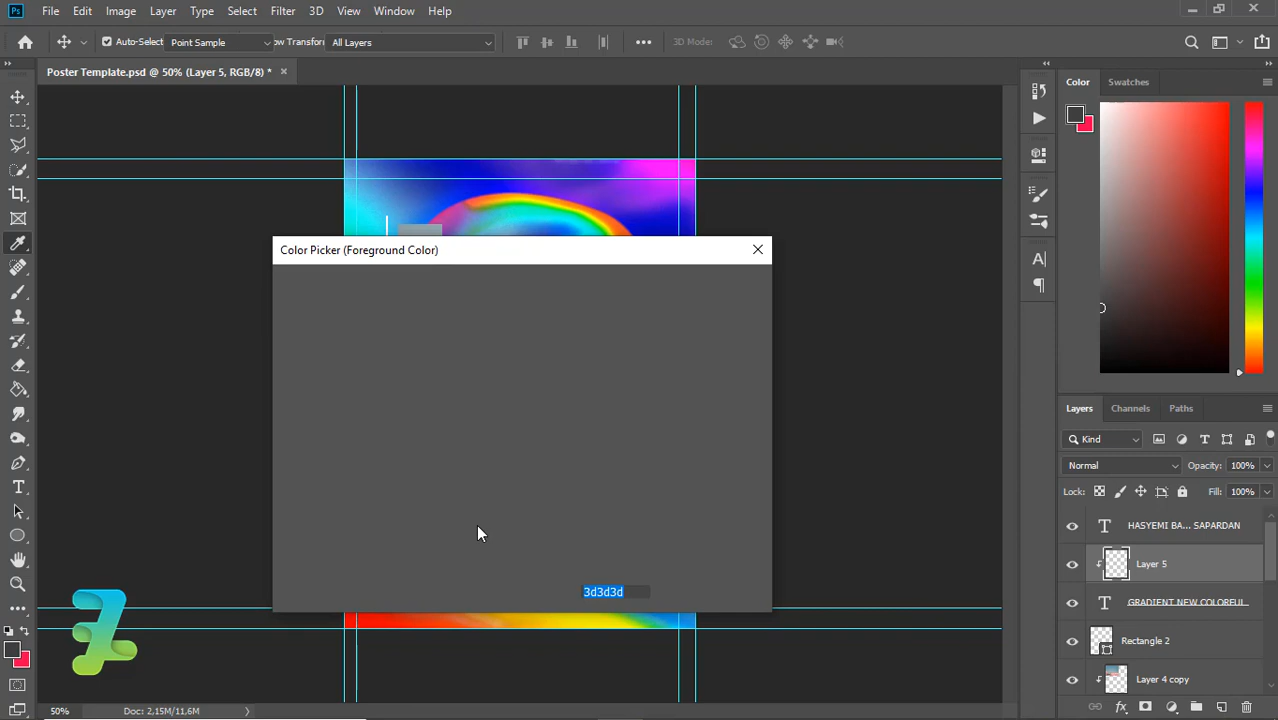 Ps File Edit Image Layer Type Select Filter 3D View Window Help
Auto-Select Point Sample ow Transform All Layers 3D Mode:
Poster Template.psd @ 50% (Layer 5, RGB/8) *
Color Swatches
Color Picker (Foreground Color)
3d3d3d
Layers Channels Paths
Kind
Normal Opacity: 100%
Lock: Fill: 100%
HASYEMI BA... SAPARDAN
Layer 5
GRADIENT NEW COLORFUL
Rectangle 2
Layer 4 copy
50% Doc: 2,15M/11,6M